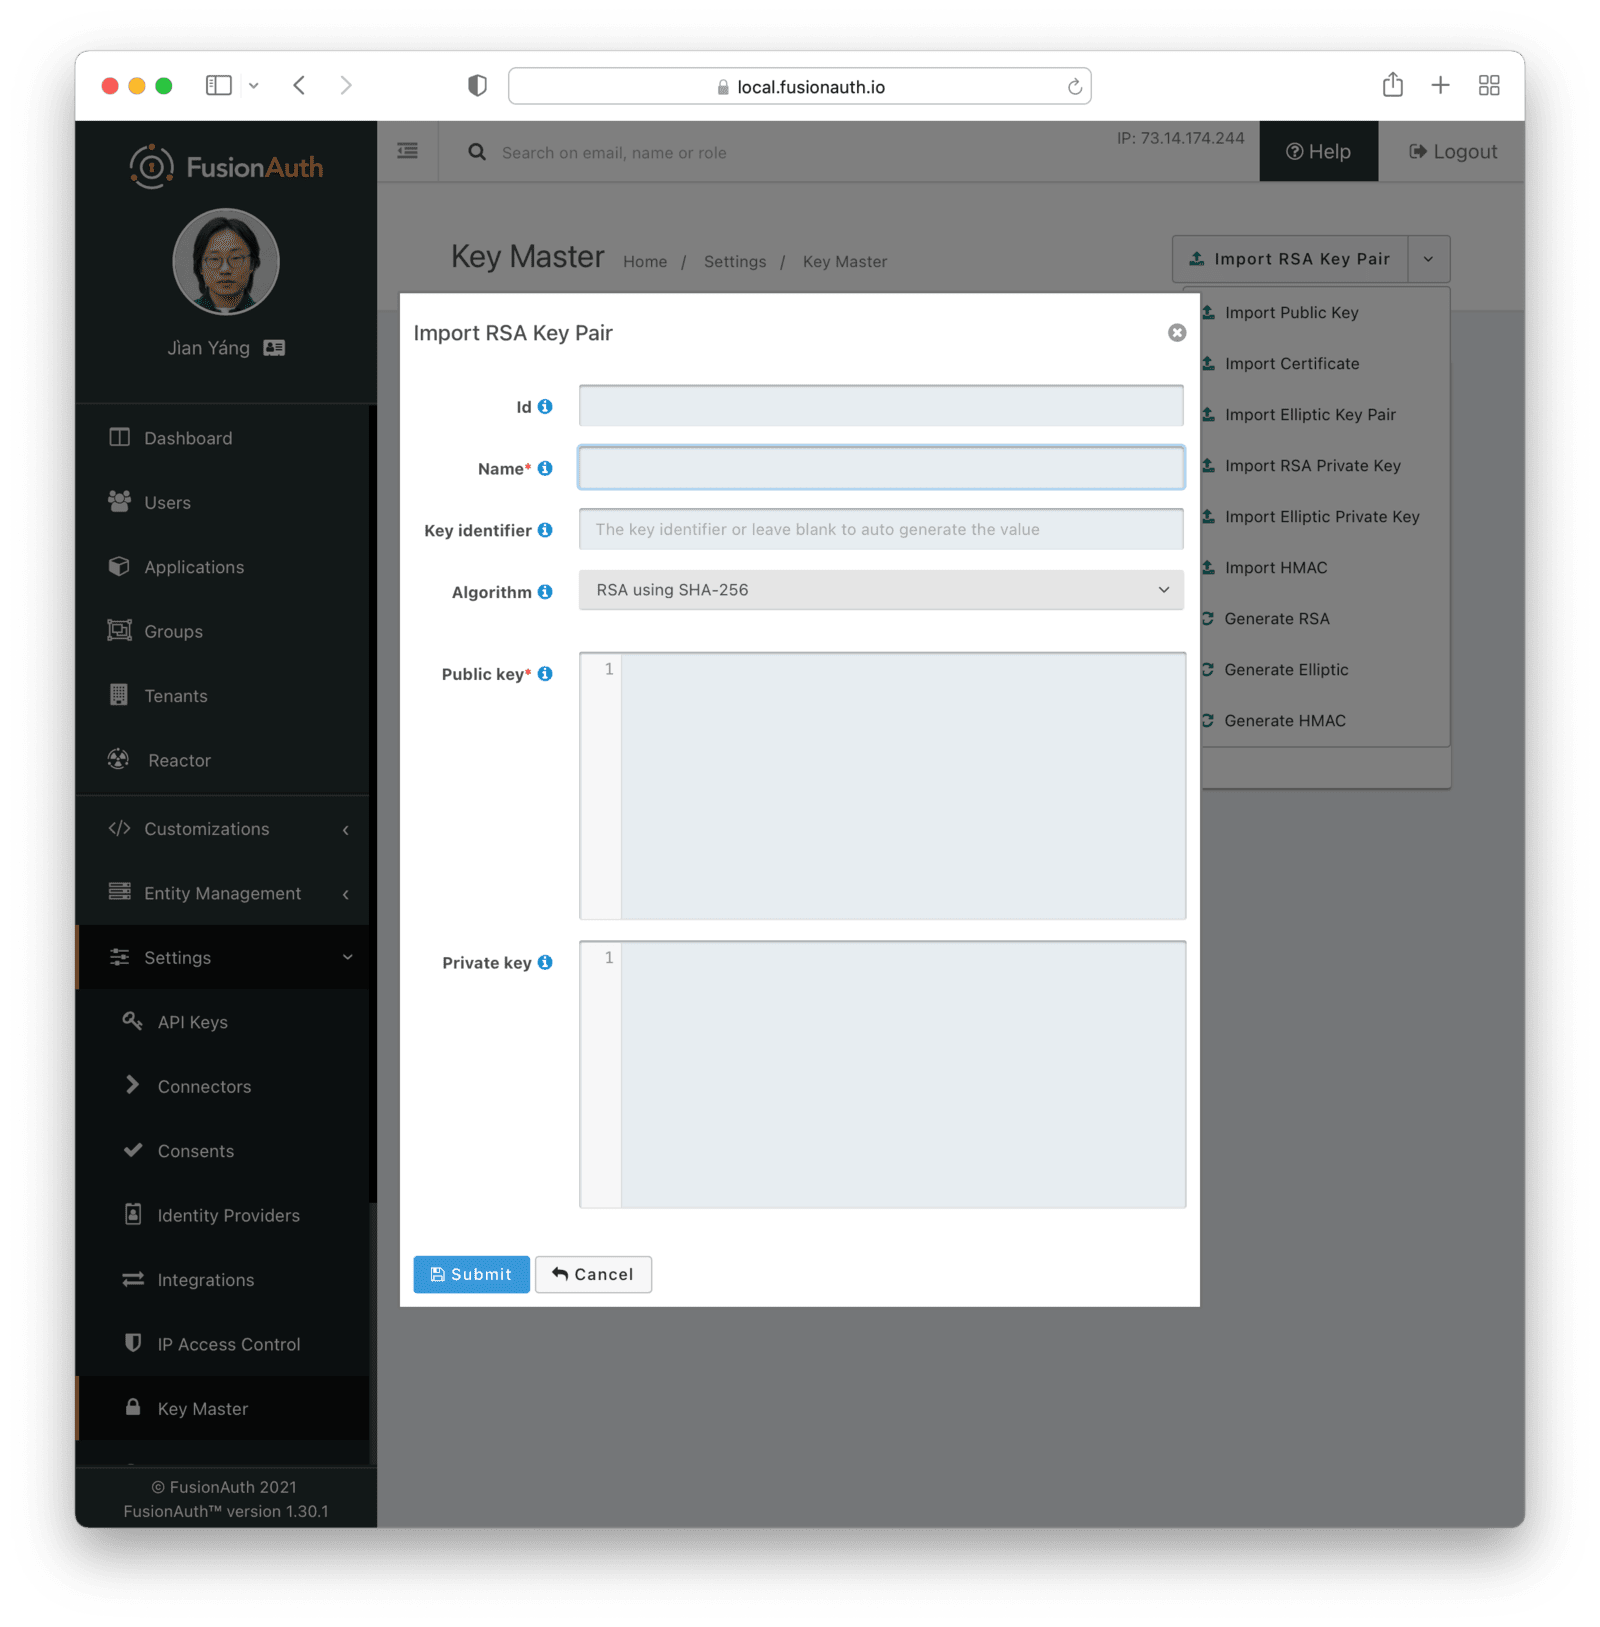 local.fusionauth.io
FusionAuth
Search on email, name or role
IP: 73.14.174.244
Help
Logout
Jìan Yáng
Key Master
Home / Settings / Key Master
Import RSA Key Pair
Import Public Key
Import Certificate
Import Elliptic Key Pair
Import RSA Private Key
Import Elliptic Private Key
Import HMAC
Generate RSA
Generate Elliptic
Generate HMAC
Dashboard
Users
Applications
Groups
Tenants
Reactor
Customizations
Entity Management
Settings
API Keys
Connectors
Consents
Identity Providers
Integrations
IP Access Control
Key Master
© FusionAuth 2021
FusionAuth™ version 1.30.1
Import RSA Key Pair
Id
Name*
Key identifier
The key identifier or leave blank to auto generate the value
Algorithm
RSA using SHA-256
Public key*
1
Private key
1
Submit
Cancel